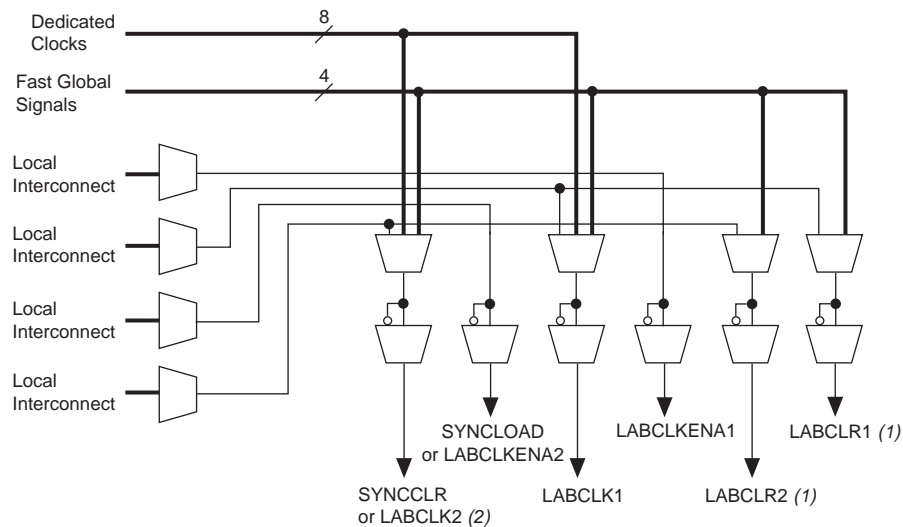 Dedicated
Clocks
8
Fast Global
Signals
4
Local
Interconnect
Local
Interconnect
Local
Interconnect
Local
Interconnect
SYNCLOAD
or LABCLKENA2
LABCLKENA1
LABCLR1 (1)
SYNCCLR
or LABCLK2 (2)
LABCLK1
LABCLR2 (1)